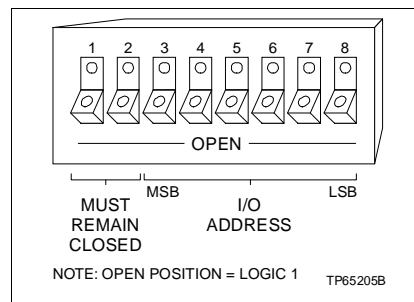 1 2 3 4 5 6 7 8
OPEN
MSB LSB
MUST REMAIN CLOSED
I/O ADDRESS
NOTE: OPEN POSITION = LOGIC 1
TP65205B